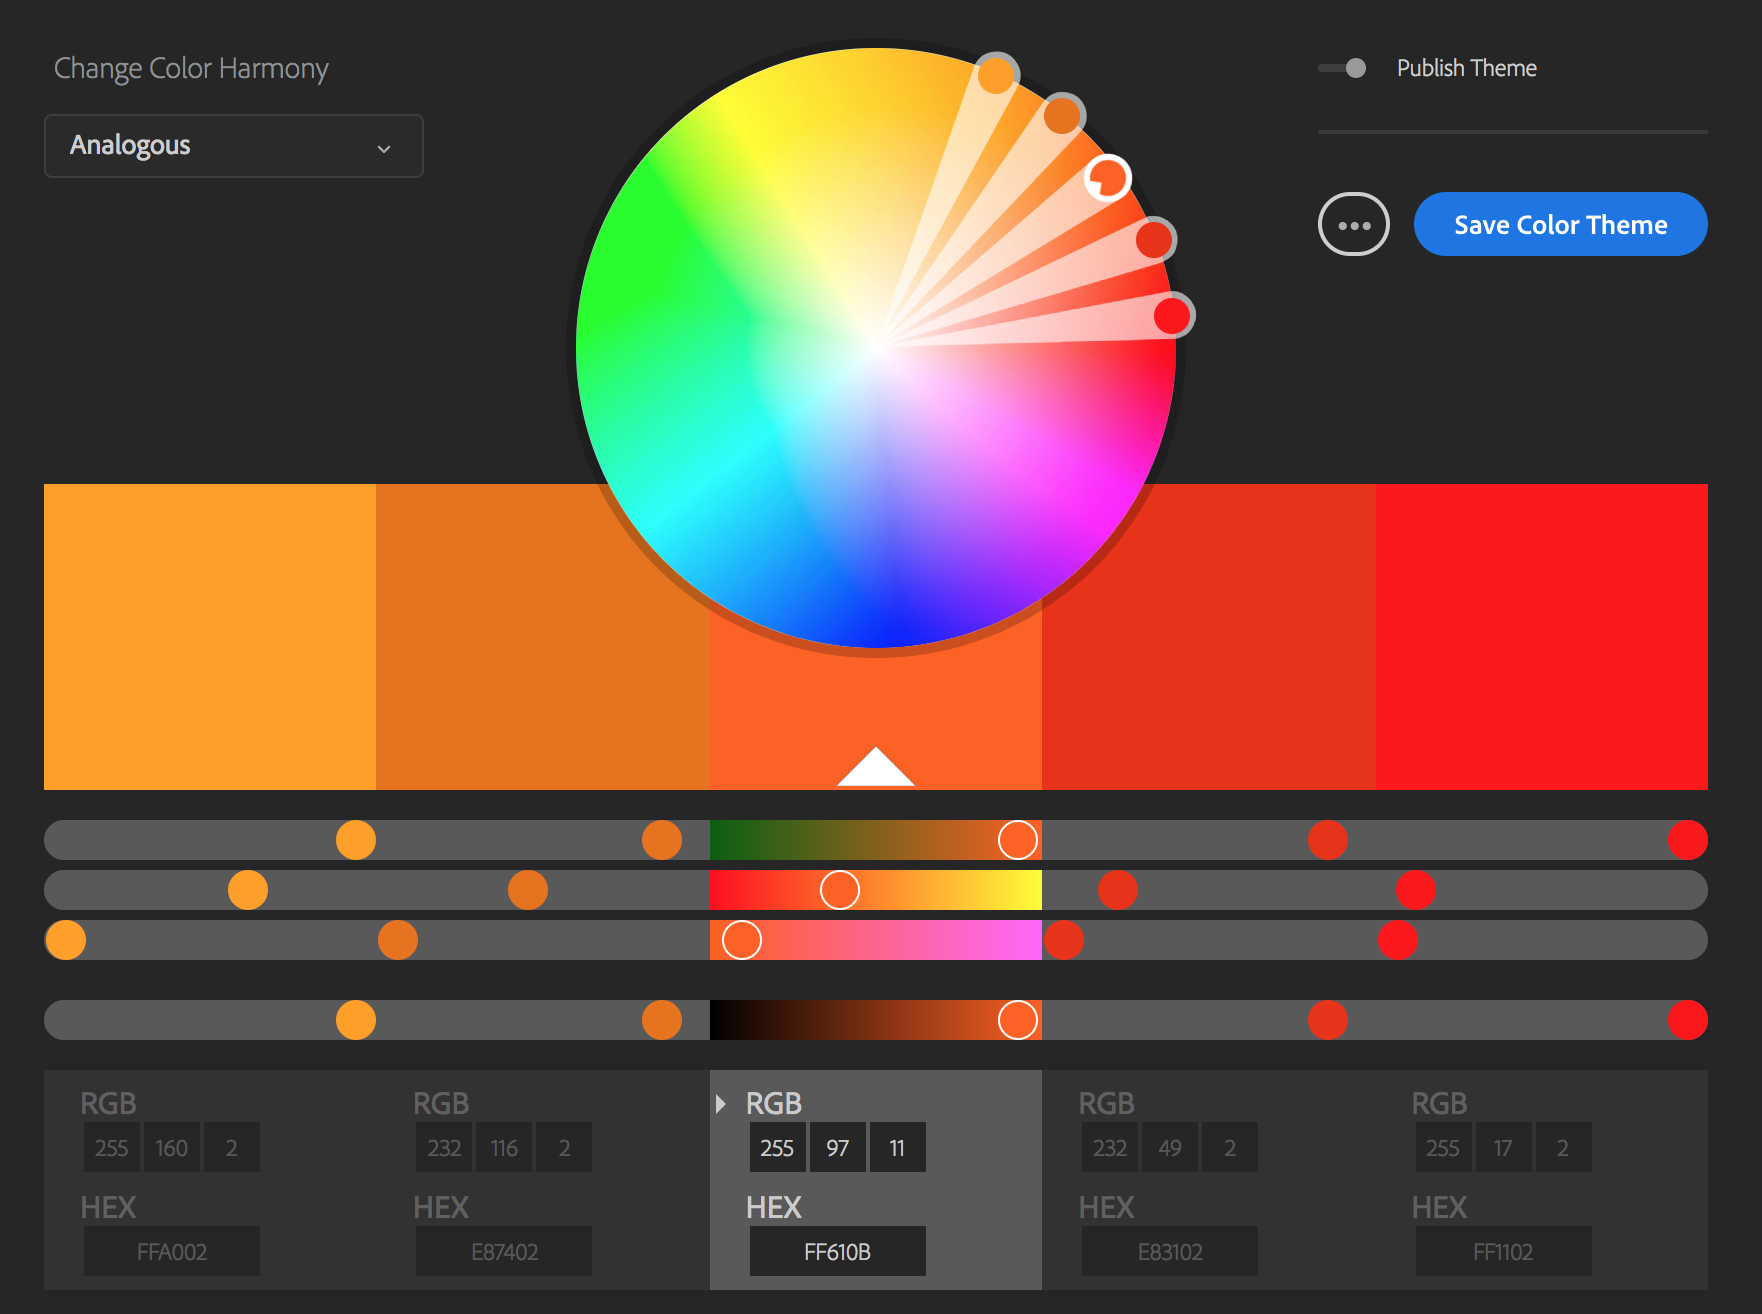 Change Color Harmony
Publish Theme
Analogous
Save Color Theme
RGB RGB RGB RGB RGB
255 160 2 232 116 2 255 97 11 232 49 2 255 17 2
HEX HEX HEX HEX HEX
FFA002 E87402 FF610B E83102 FF1102